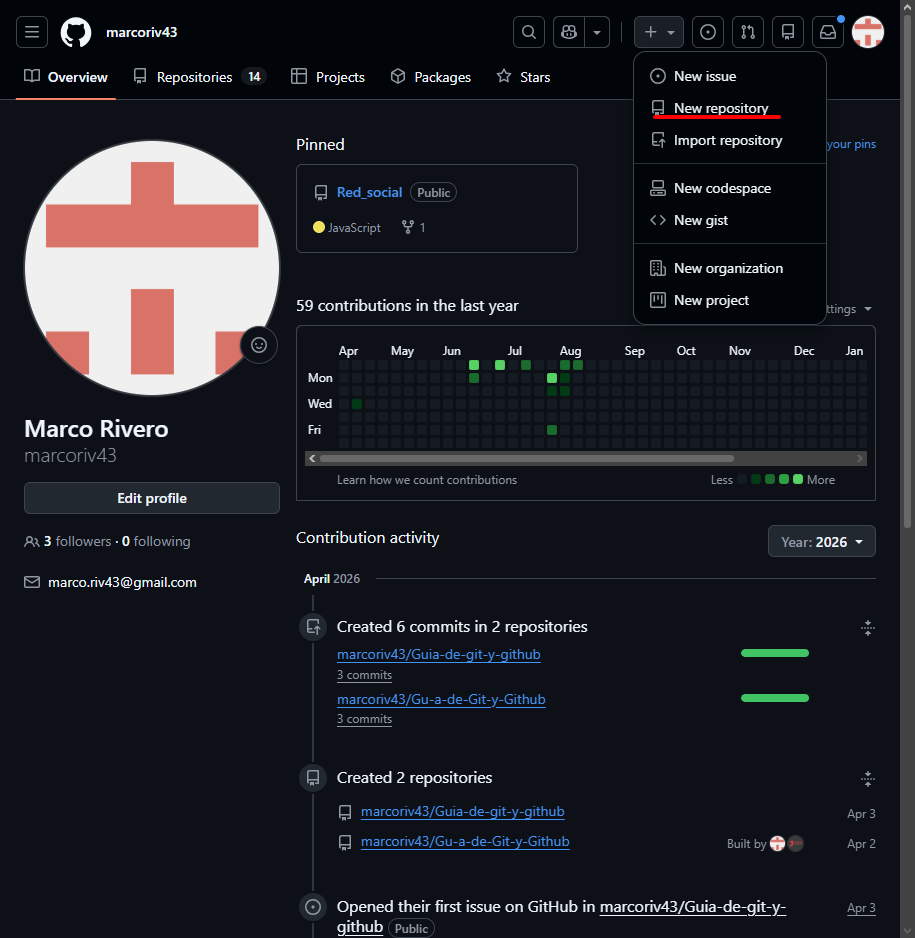 marcoriv43
Overview
Repositories 14
Projects
Packages
Stars
New issue
New repository
Import repository
New codespace
New gist
New organization
New project
Pinned
your pins
Red_social Public
JavaScript 1
59 contributions in the last year
ttings
Apr May Jun Jul Aug Sep Oct Nov Dec Jan
Mon
Wed
Fri
Learn how we count contributions
Less More
Marco Rivero
marcoriv43
Edit profile
3 followers · 0 following
marco.riv43@gmail.com
Contribution activity
Year: 2026
April 2026
Created 6 commits in 2 repositories
marcoriv43/Guia-de-git-y-github
3 commits
marcoriv43/Gu-a-de-Git-y-Github
3 commits
Created 2 repositories
marcoriv43/Guia-de-git-y-github Apr 3
marcoriv43/Gu-a-de-Git-y-Github Built by Apr 2
Opened their first issue on GitHub in marcoriv43/Guia-de-git-y- Apr 3
github Public